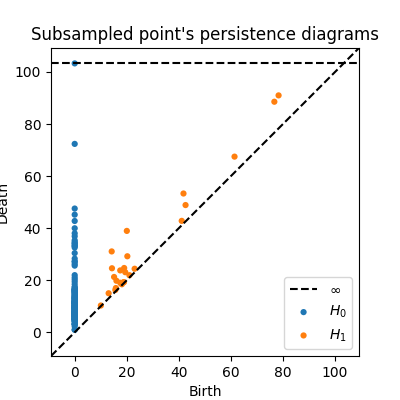 Subsampled point's persistence diagrams
100
80
60
40
20
0
Death
∞
H₀
H₁
0 20 40 60 80 100
Birth